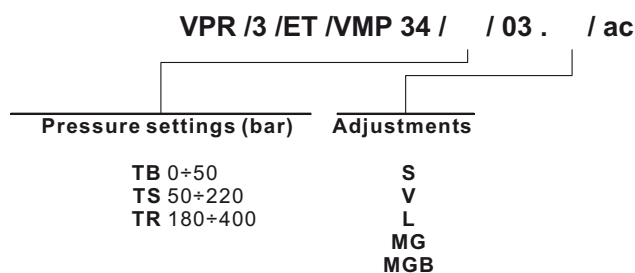 VPR /3 /ET /VMP 34 / / 03 . / ac
Pressure settings (bar) Adjustments
TB 0÷50 S
TS 50÷220 V
TR 180÷400 L
MG
MGB